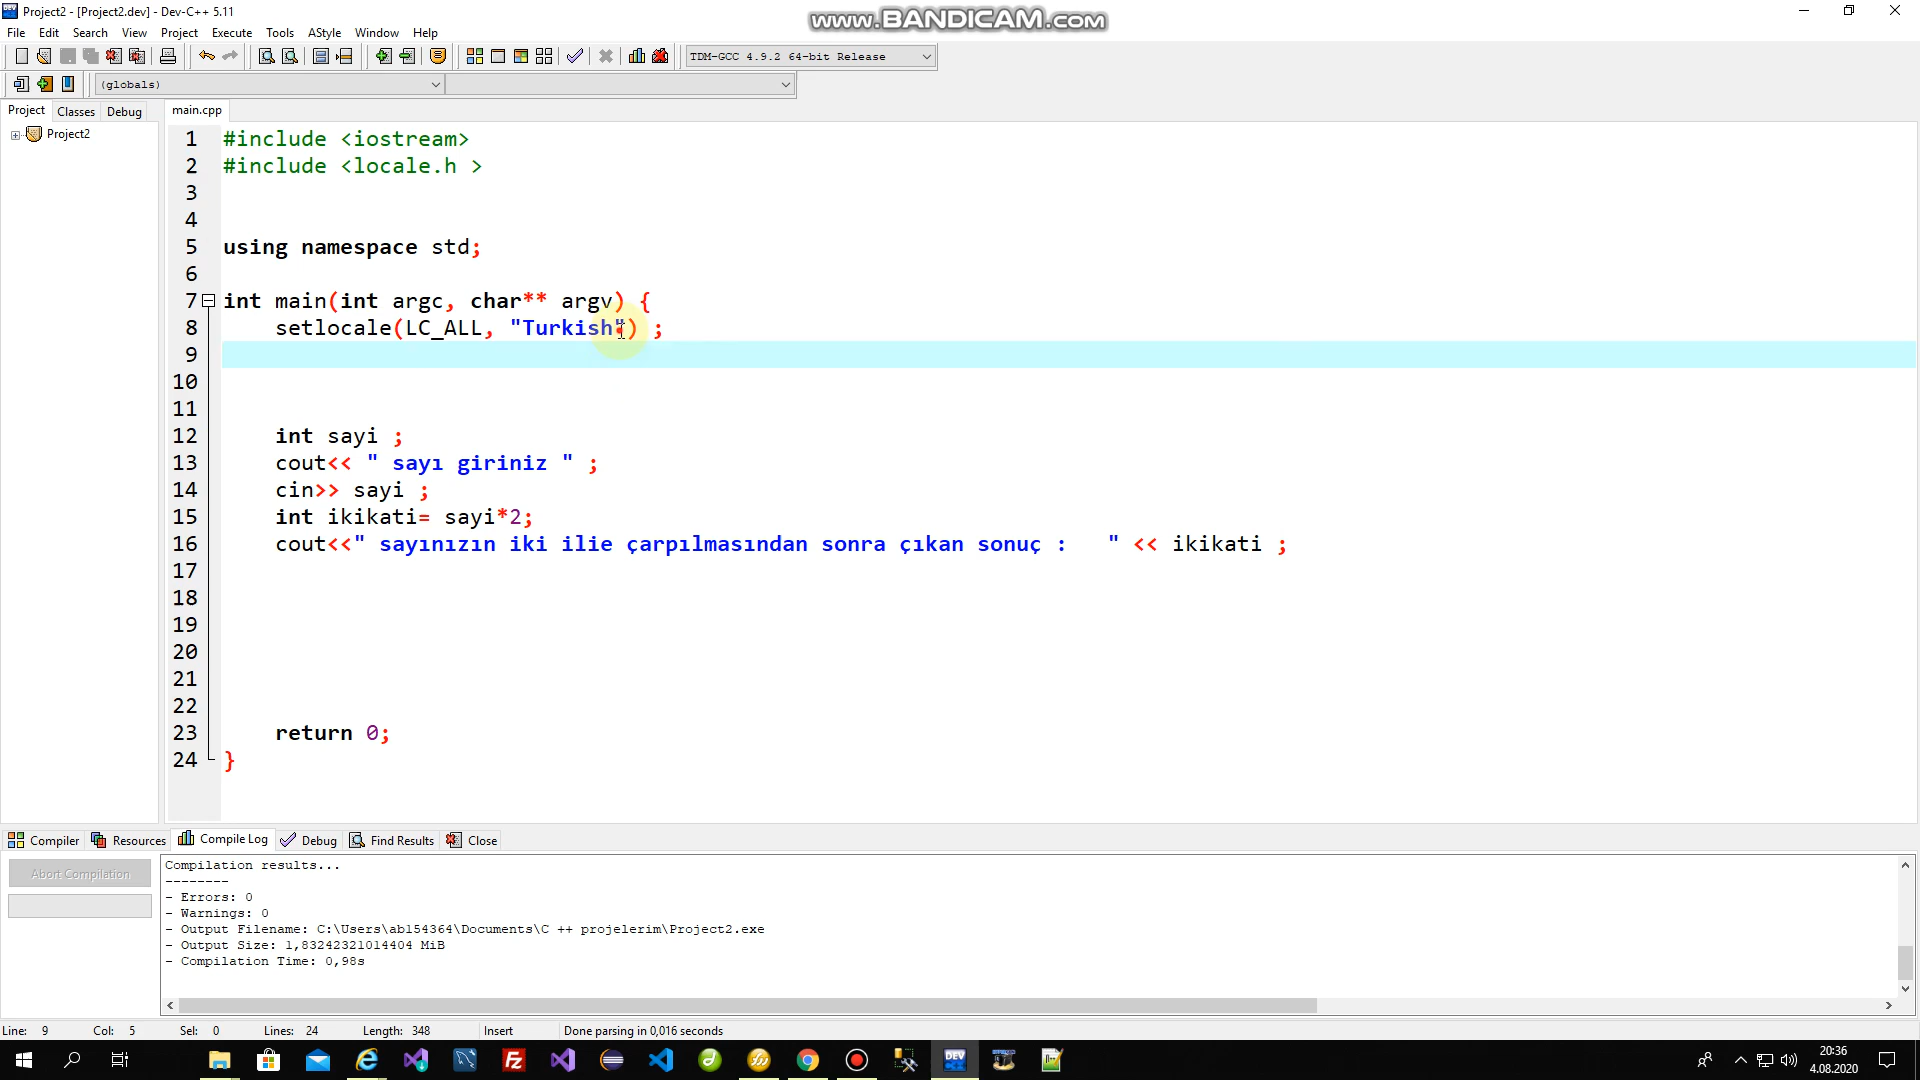 Project2 - [Project2.dev] - Dev-C++ 5.11
www.BANDICAM.com
File Edit Search View Project Execute Tools AStyle Window Help
TDM-GCC 4.9.2 64-bit Release
(globals)
Project Classes Debug main.cpp
Project2
1 #include <iostream>
2 #include <locale.h >
3
4
5 using namespace std;
6
7 int main(int argc, char** argv) {
8 setlocale(LC_ALL, "Turkish") ;
9
10
11
12 int sayi ;
13 cout<< " sayı giriniz " ;
14 cin>> sayi ;
15 int ikikati= sayi*2;
16 cout<<" sayınızın iki ilie çarpılmasından sonra çıkan sonuç :   " << ikikati ;
17
18
19
20
21
22
23 return 0;
24 }
Compiler Resources Compile Log Debug Find Results Close
Abort Compilation
Compilation results...
--------
- Errors: 0
- Warnings: 0
- Output Filename: C:\Users\ab154364\Documents\C ++ projelerim\Project2.exe
- Output Size: 1,83242321014404 MiB
- Compilation Time: 0,98s
Line: 9 Col: 5 Sel: 0 Lines: 24 Length: 348 Insert Done parsing in 0,016 seconds
DEV
20:36
4.08.2020